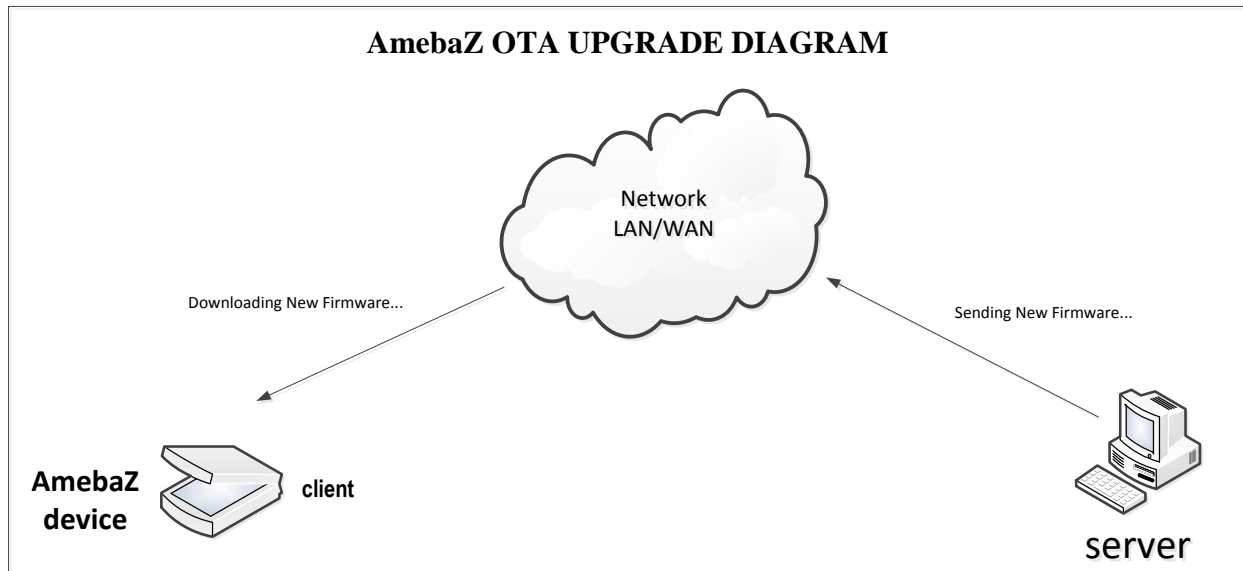 AmebaZ OTA UPGRADE DIAGRAM
Network
LAN/WAN
Downloading New Firmware...
Sending New Firmware...
AmebaZ
device
client
server